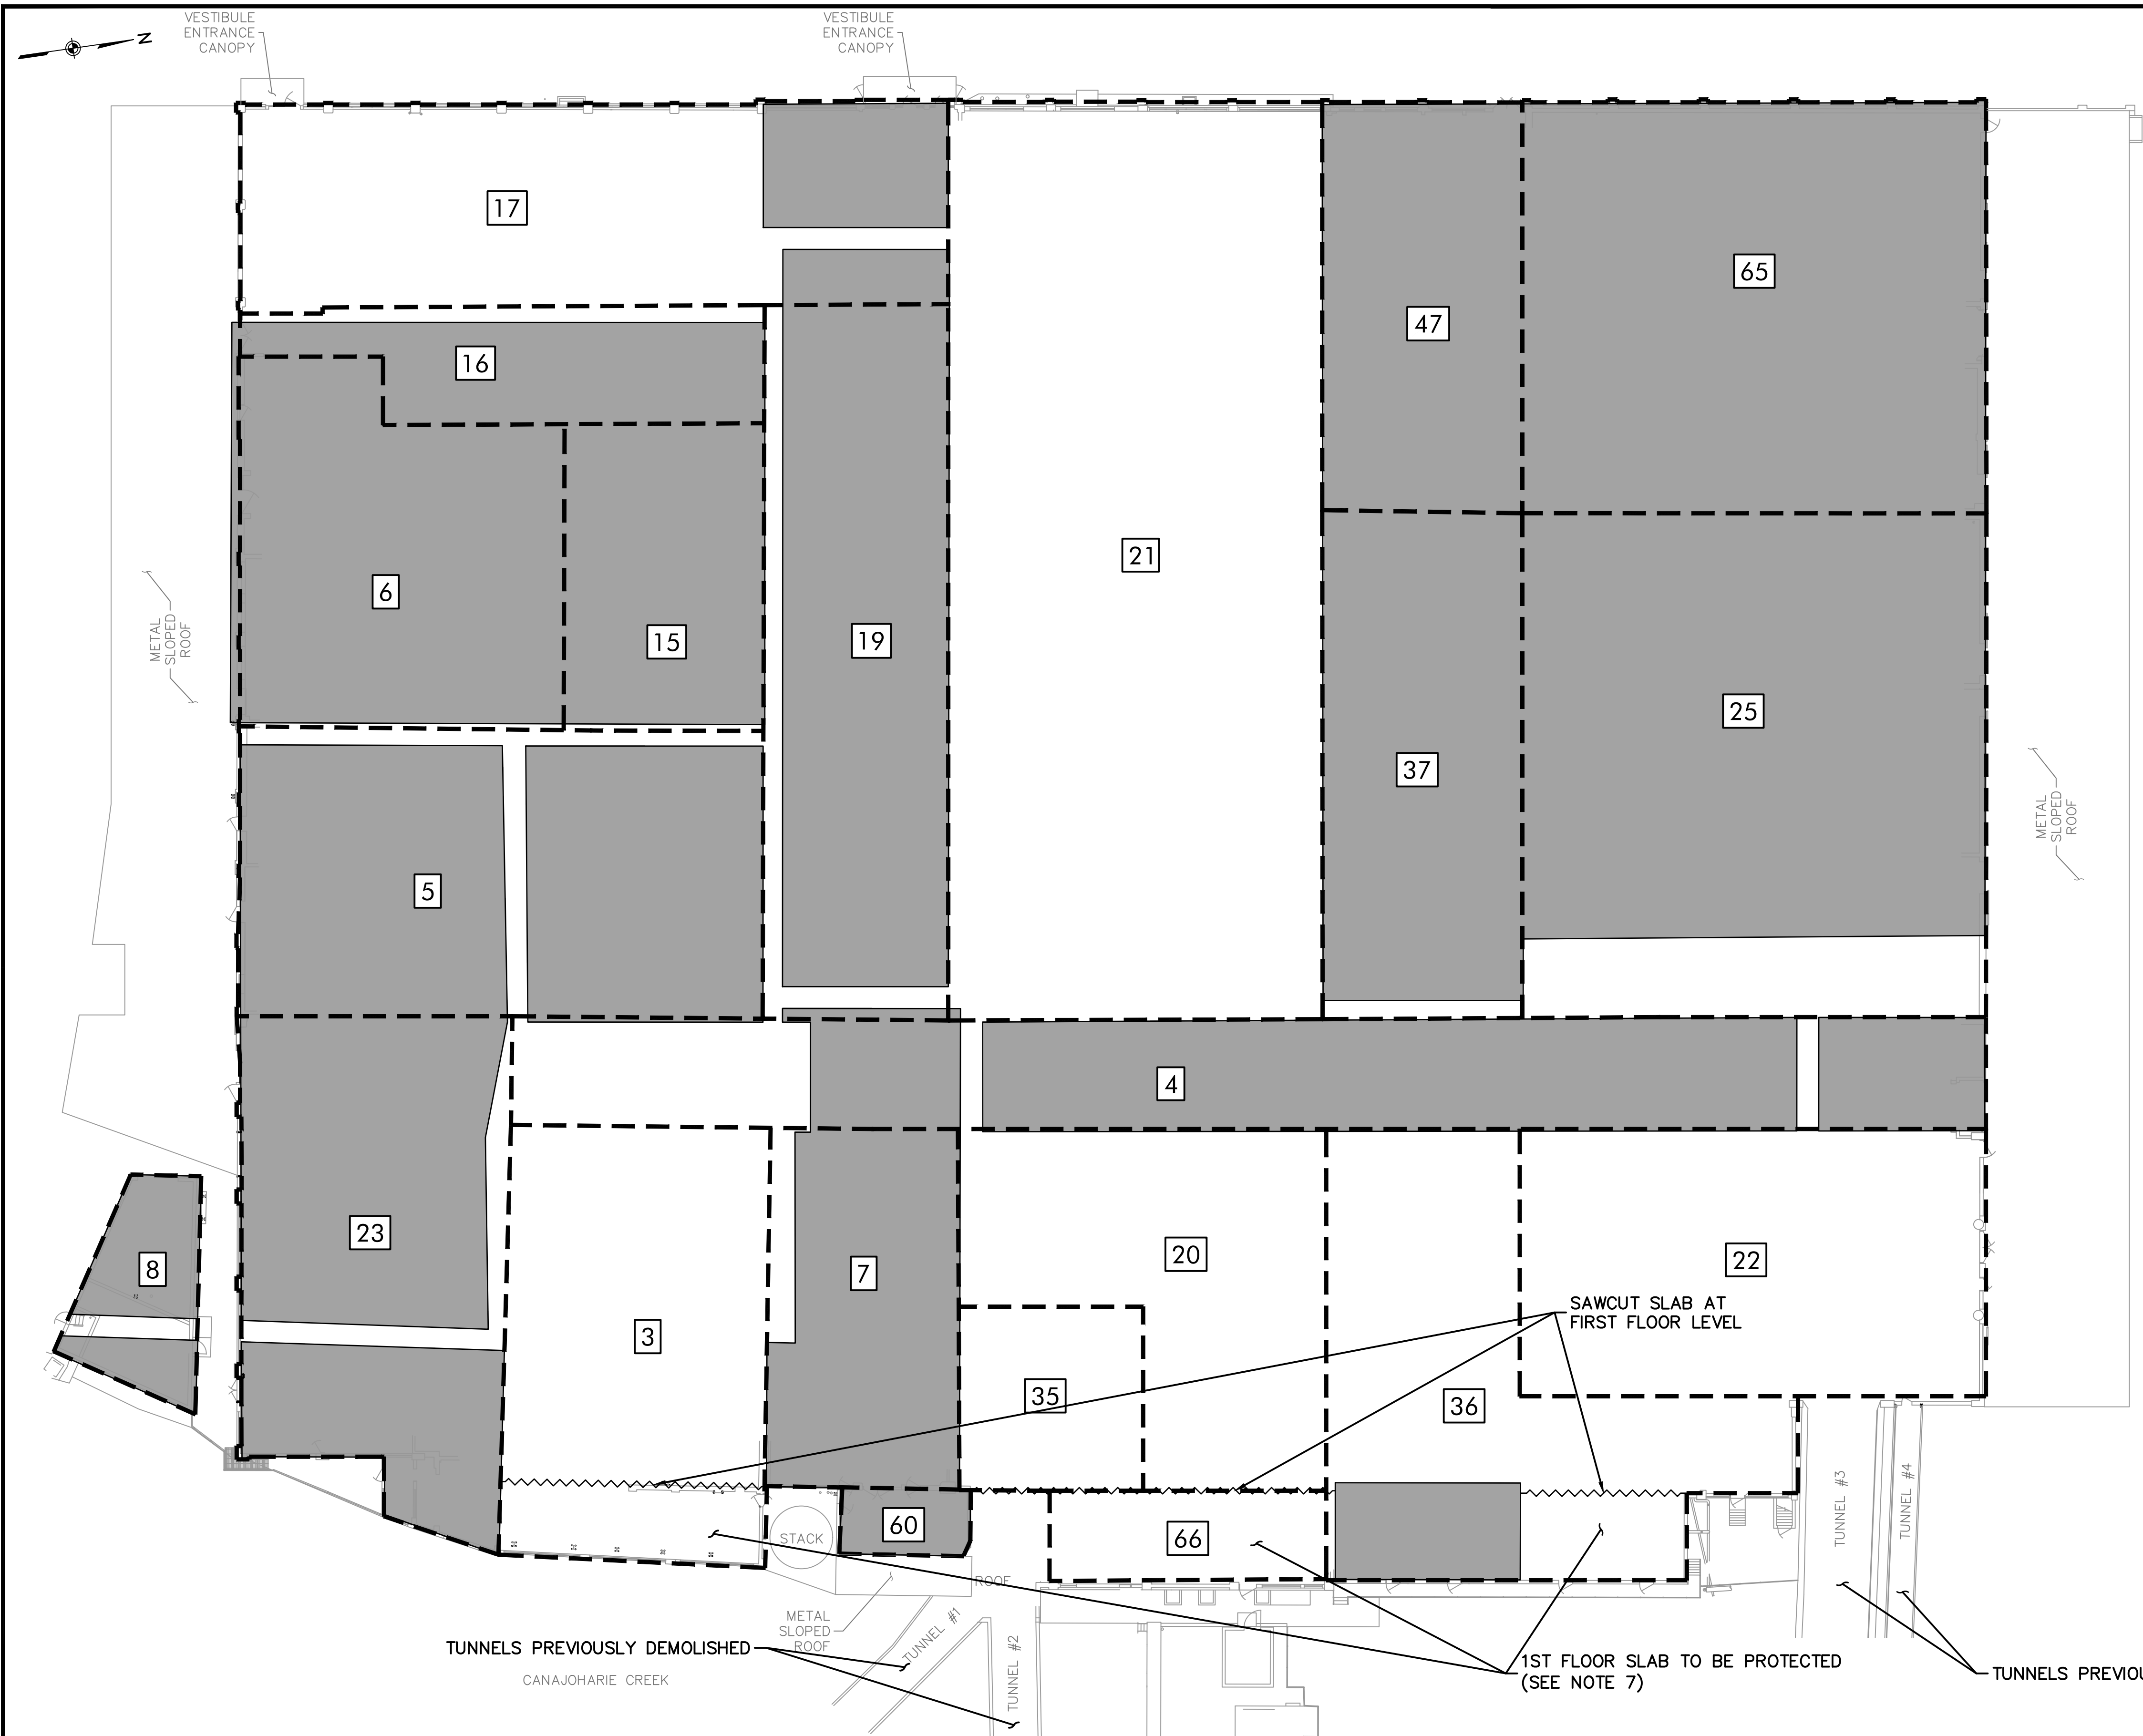 VESTIBULE
ENTRANCE
CANOPY
VESTIBULE
ENTRANCE
CANOPY
N
17
65
47
16
21
6
15
19
METAL
SLOPED
ROOF
25
37
METAL
SLOPED
ROOF
5
4
23
7
20
22
8
3
SAWCUT SLAB AT
FIRST FLOOR LEVEL
35
36
TUNNEL #3
TUNNEL #4
STACK
60
66
ROOF
METAL
SLOPED
ROOF
TUNNEL #1
TUNNEL #2
TUNNELS PREVIOUSLY DEMOLISHED
CANAJOHARIE CREEK
1ST FLOOR SLAB TO BE PROTECTED
(SEE NOTE 7)
TUNNELS PREVIOU